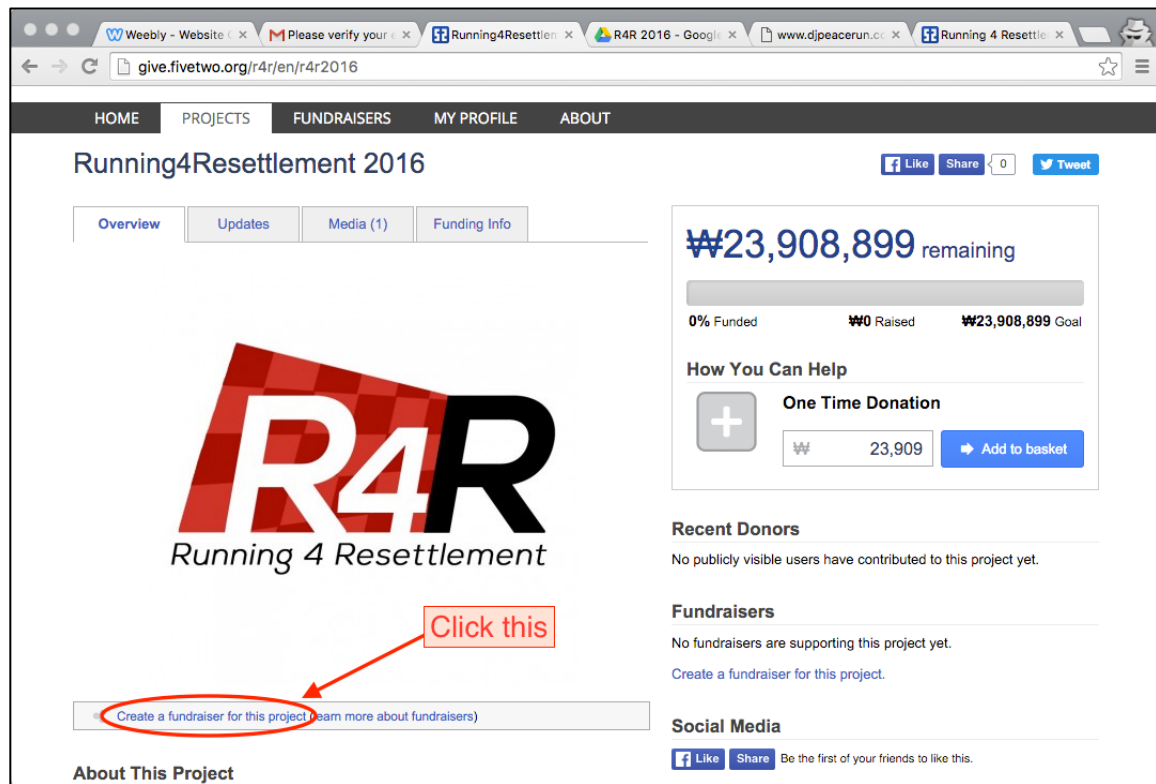 Weebly - Website C
Please verify your e
Running4Resettlem
R4R 2016 - Google
www.djpeacerun.co
Running 4 Resettle
give.fivetwo.org/r4r/en/r4r2016
HOME PROJECTS FUNDRAISERS MY PROFILE ABOUT
Running4Resettlement 2016
Like Share 0 Tweet
Overview Updates Media (1) Funding Info
₩23,908,899 remaining
0% Funded ₩0 Raised ₩23,908,899 Goal
How You Can Help
One Time Donation
₩ 23,909 Add to basket
R4R
Running 4 Resettlement
Recent Donors
No publicly visible users have contributed to this project yet.
Fundraisers
No fundraisers are supporting this project yet.
Create a fundraiser for this project.
Click this
Create a fundraiser for this project (learn more about fundraisers)
Social Media
Like Share Be the first of your friends to like this.
About This Project